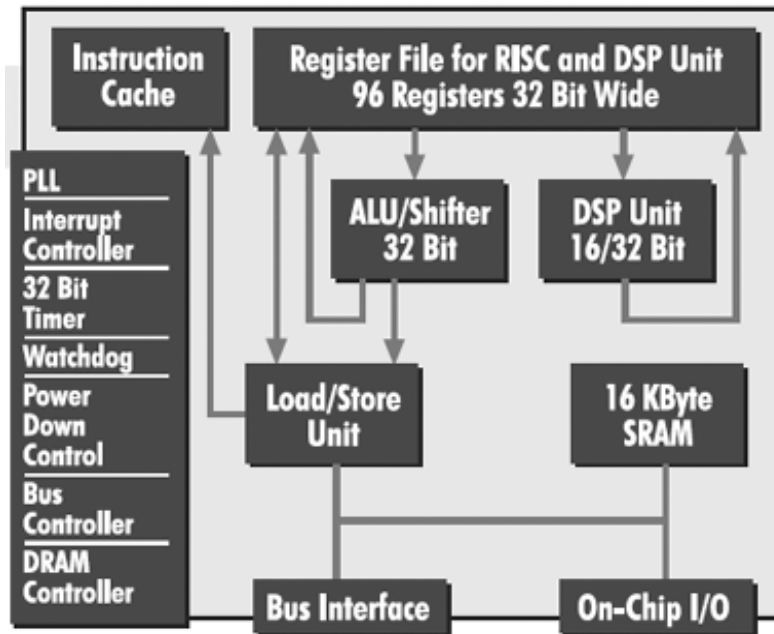 Instruction
Cache
Register File for RISC and DSP Unit
96 Registers 32 Bit Wide
PLL
Interrupt
Controller
32 Bit
Timer
Watchdog
Power
Down
Control
Bus
Controller
DRAM
Controller
ALU/Shifter
32 Bit
DSP Unit
16/32 Bit
Load/Store
Unit
16 KByte
SRAM
Bus Interface
On-Chip I/O